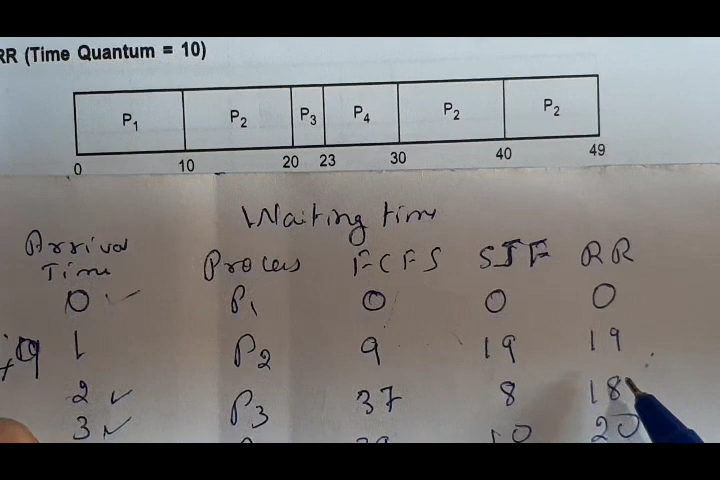 RR (Time Quantum = 10)
P1 P2 P3 P4 P2 P2
0 10 20 23 30 40 49
Waiting time
Arrival Time Process FCFS SJF RR
0 P1 0 0 0
1 P2 9 19 19
2 P3 37 8 18
3 10 20